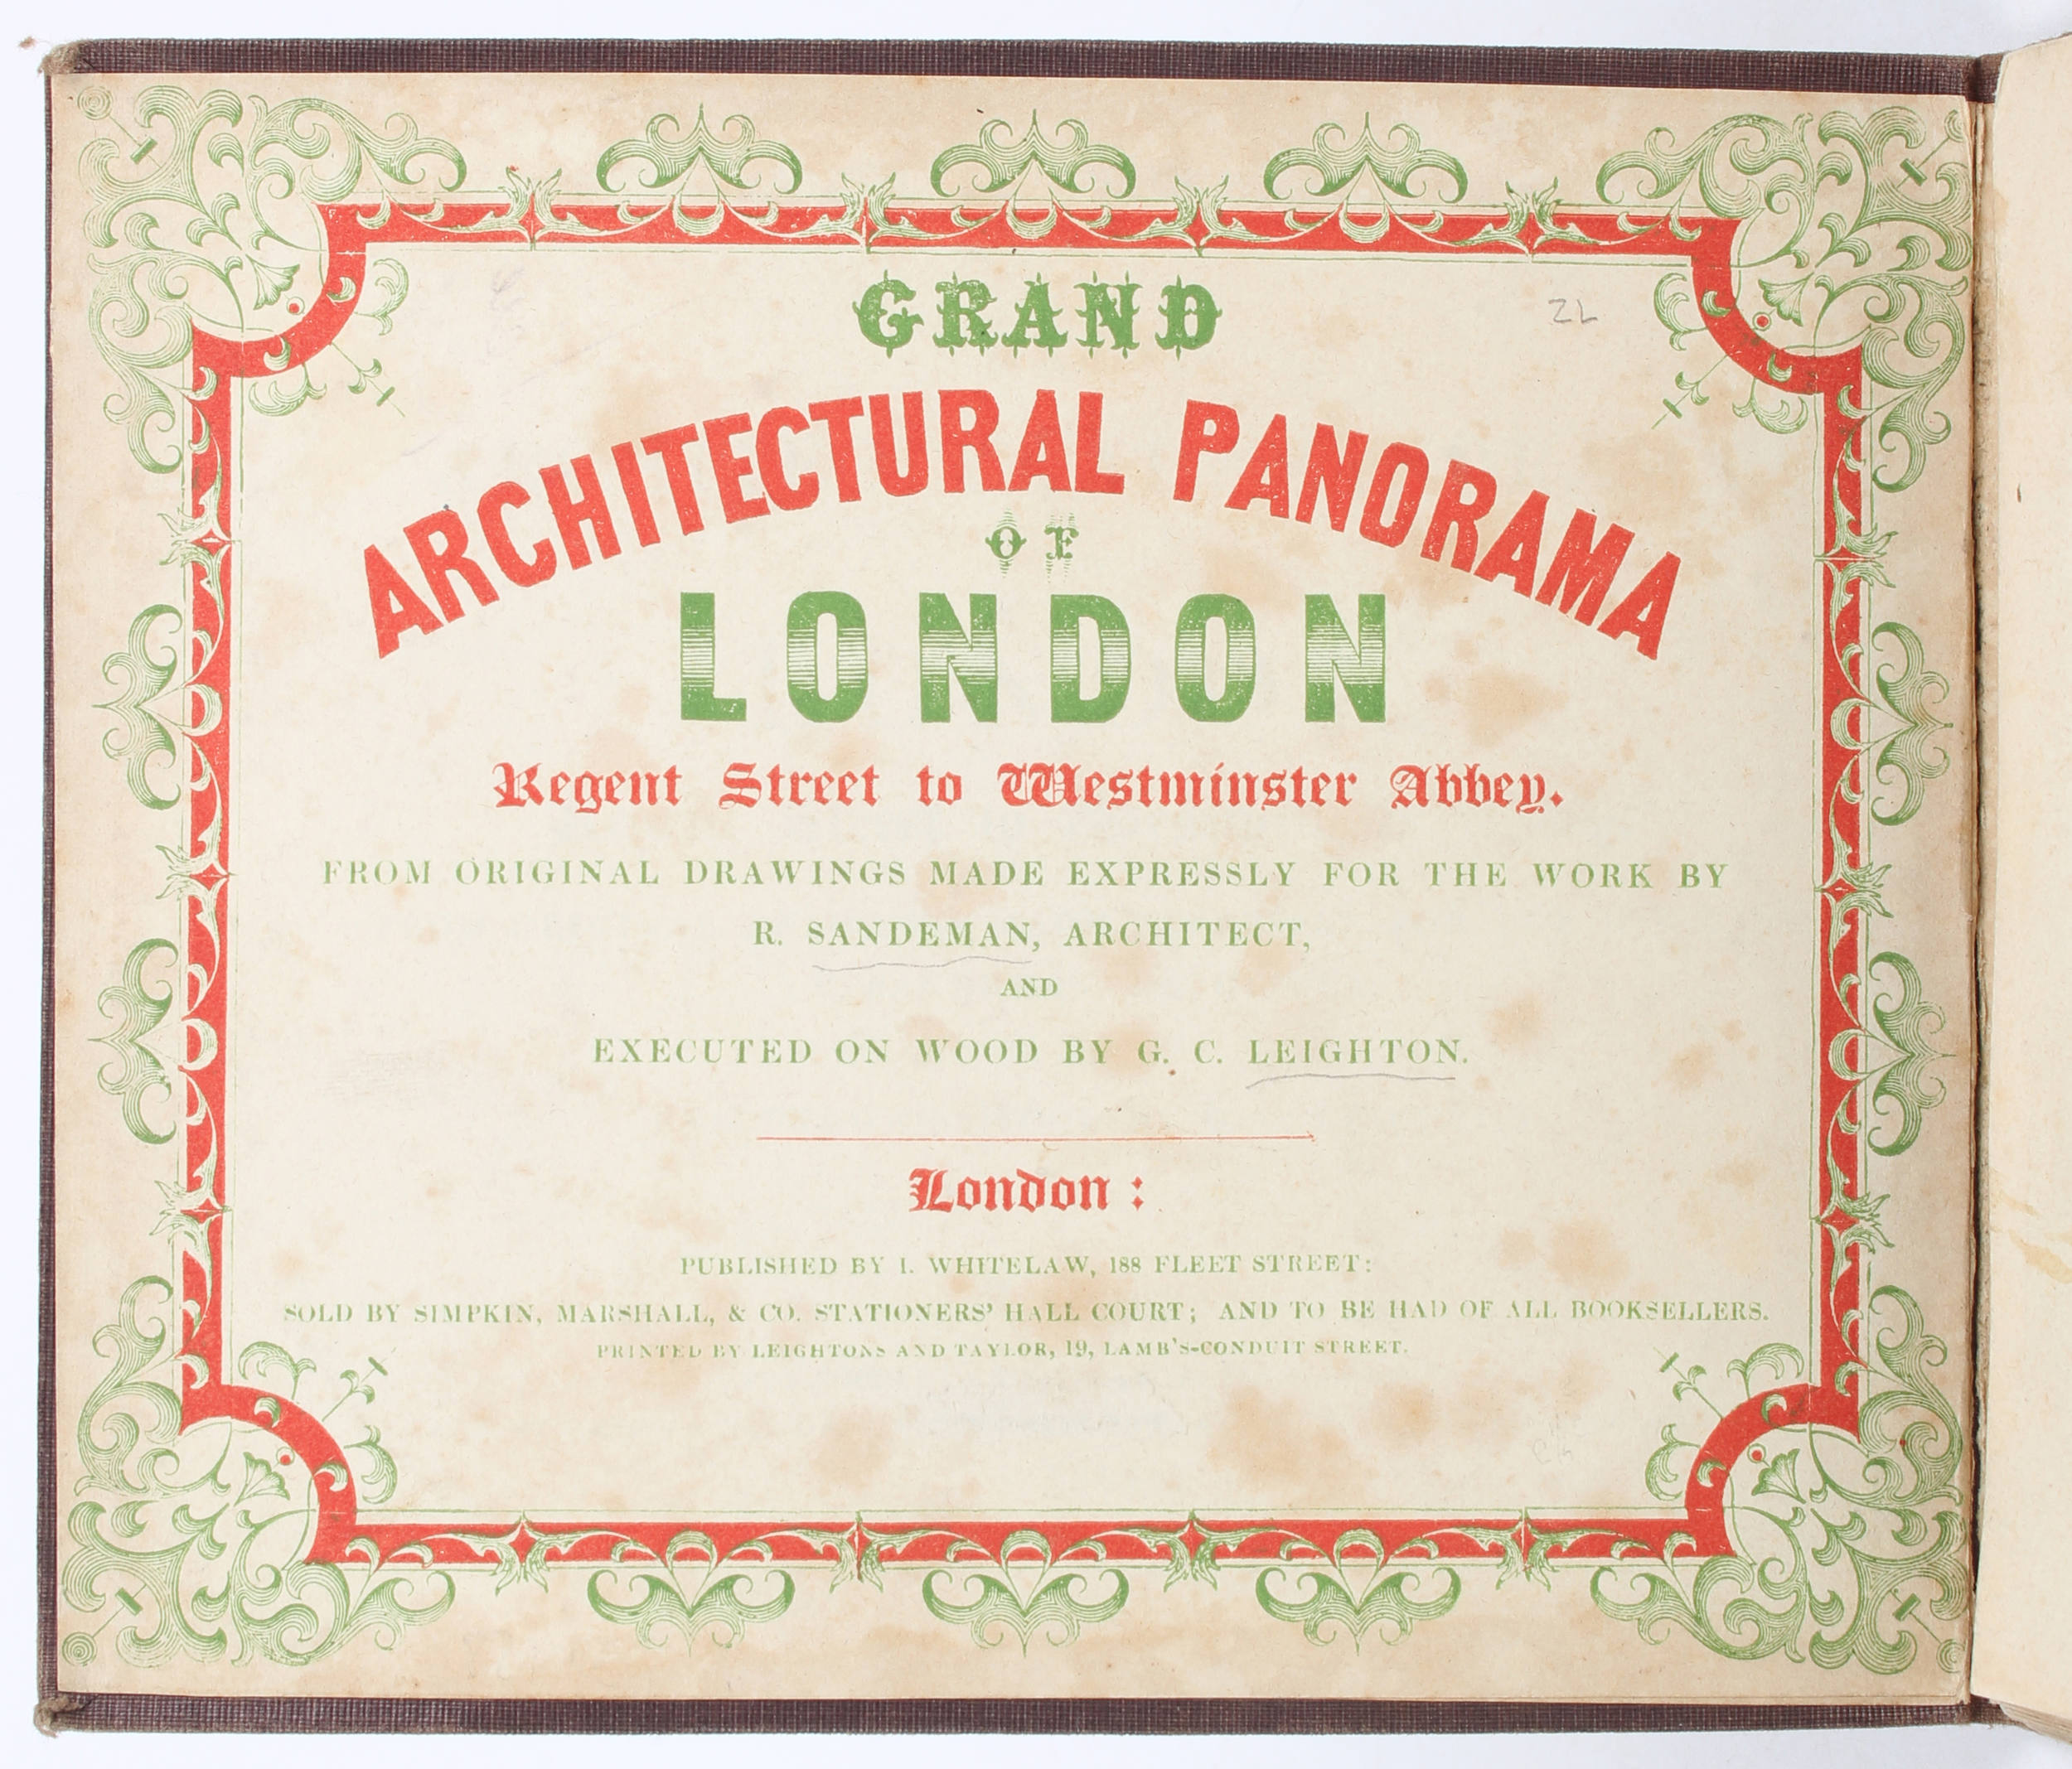 GRAND
ZL
ARCHITECTURAL PANORAMA
OF
LONDON
Regent Street to Westminster Abbey.
FROM ORIGINAL DRAWINGS MADE EXPRESSLY FOR THE WORK BY
R. SANDEMAN, ARCHITECT,
AND
EXECUTED ON WOOD BY G. C. LEIGHTON.
London:
PUBLISHED BY I. WHITELAW, 188 FLEET STREET:
SOLD BY SIMPKIN, MARSHALL, & CO. STATIONERS' HALL COURT; AND TO BE HAD OF ALL BOOKSELLERS.
PRINTED BY LEIGHTONS AND TAYLOR, 19, LAMB'S-CONDUIT STREET.